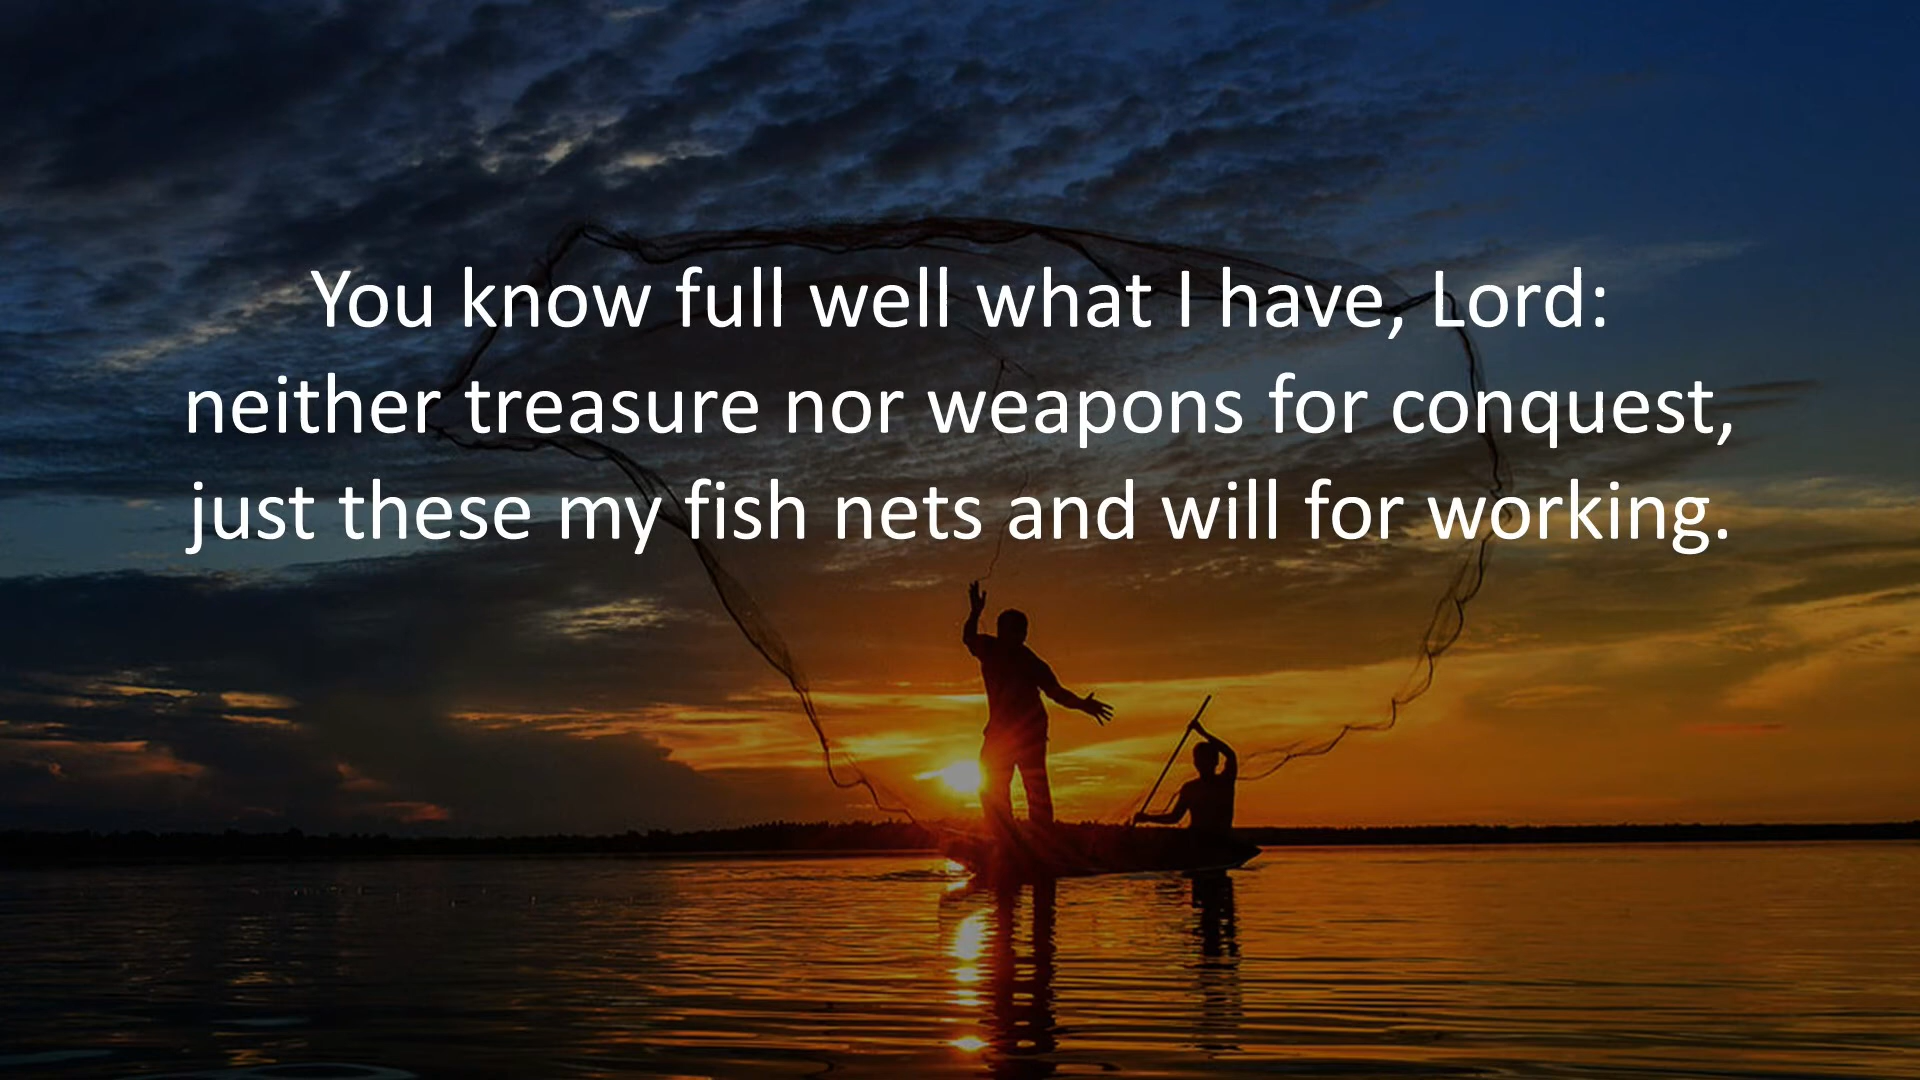 You know full well what I have, Lord:
neither treasure nor weapons for conquest,
just these my fish nets and will for working.